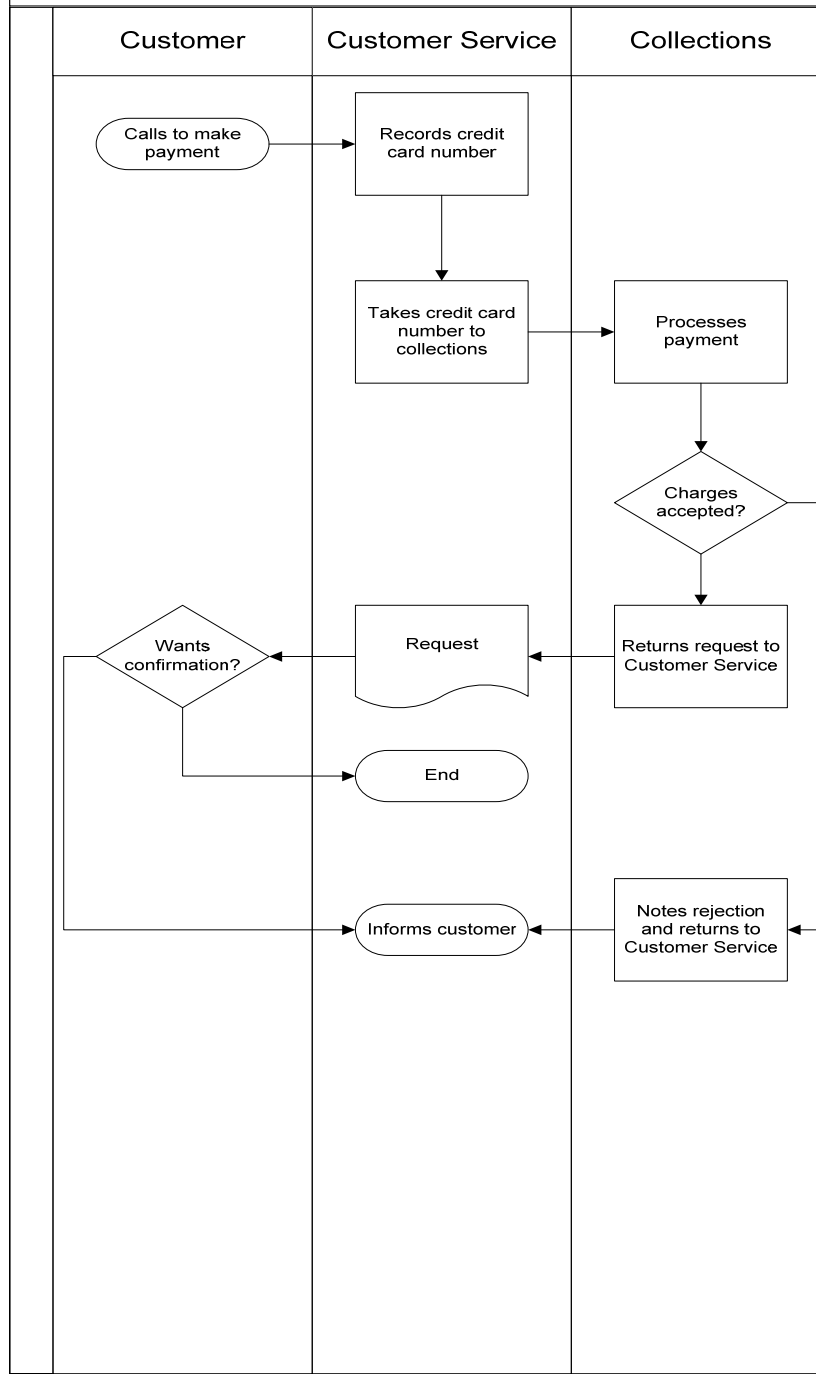 Customer
Customer Service
Collections
Calls to make
payment
Records credit
card number
Takes credit card
number to
collections
Processes
payment
Charges
accepted?
Wants
confirmation?
Request
Returns request to
Customer Service
End
Informs customer
Notes rejection
and returns to
Customer Service